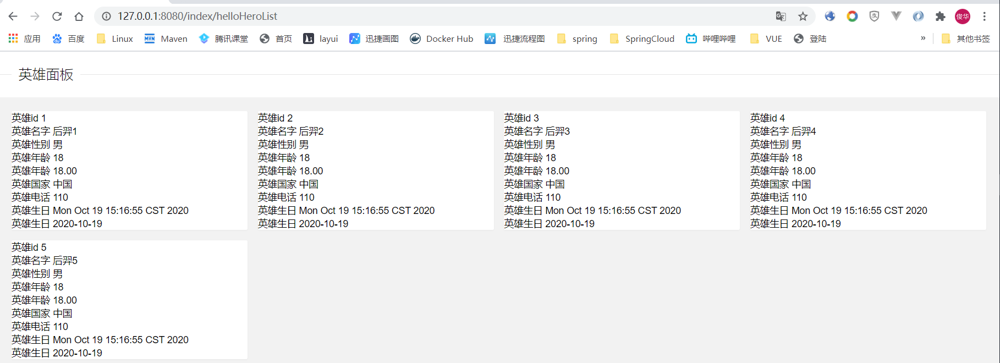 127.0.0.1:8080/index/helloHeroList
俊华
应用 百度 Linux Maven 腾讯课堂 首页 layui 迅捷画图 Docker Hub 迅捷流程图 spring SpringCloud 哔哩哔哩 VUE 登陆 » 其他书签
英雄面板
英雄id 1
英雄名字 后羿1
英雄性别 男
英雄年龄 18
英雄年龄 18.00
英雄国家 中国
英雄电话 110
英雄生日 Mon Oct 19 15:16:55 CST 2020
英雄生日 2020-10-19
英雄id 2
英雄名字 后羿2
英雄性别 男
英雄年龄 18
英雄年龄 18.00
英雄国家 中国
英雄电话 110
英雄生日 Mon Oct 19 15:16:55 CST 2020
英雄生日 2020-10-19
英雄id 3
英雄名字 后羿3
英雄性别 男
英雄年龄 18
英雄年龄 18.00
英雄国家 中国
英雄电话 110
英雄生日 Mon Oct 19 15:16:55 CST 2020
英雄生日 2020-10-19
英雄id 4
英雄名字 后羿4
英雄性别 男
英雄年龄 18
英雄年龄 18.00
英雄国家 中国
英雄电话 110
英雄生日 Mon Oct 19 15:16:55 CST 2020
英雄生日 2020-10-19
英雄id 5
英雄名字 后羿5
英雄性别 男
英雄年龄 18
英雄年龄 18.00
英雄国家 中国
英雄电话 110
英雄生日 Mon Oct 19 15:16:55 CST 2020
英雄生日 2020-10-19